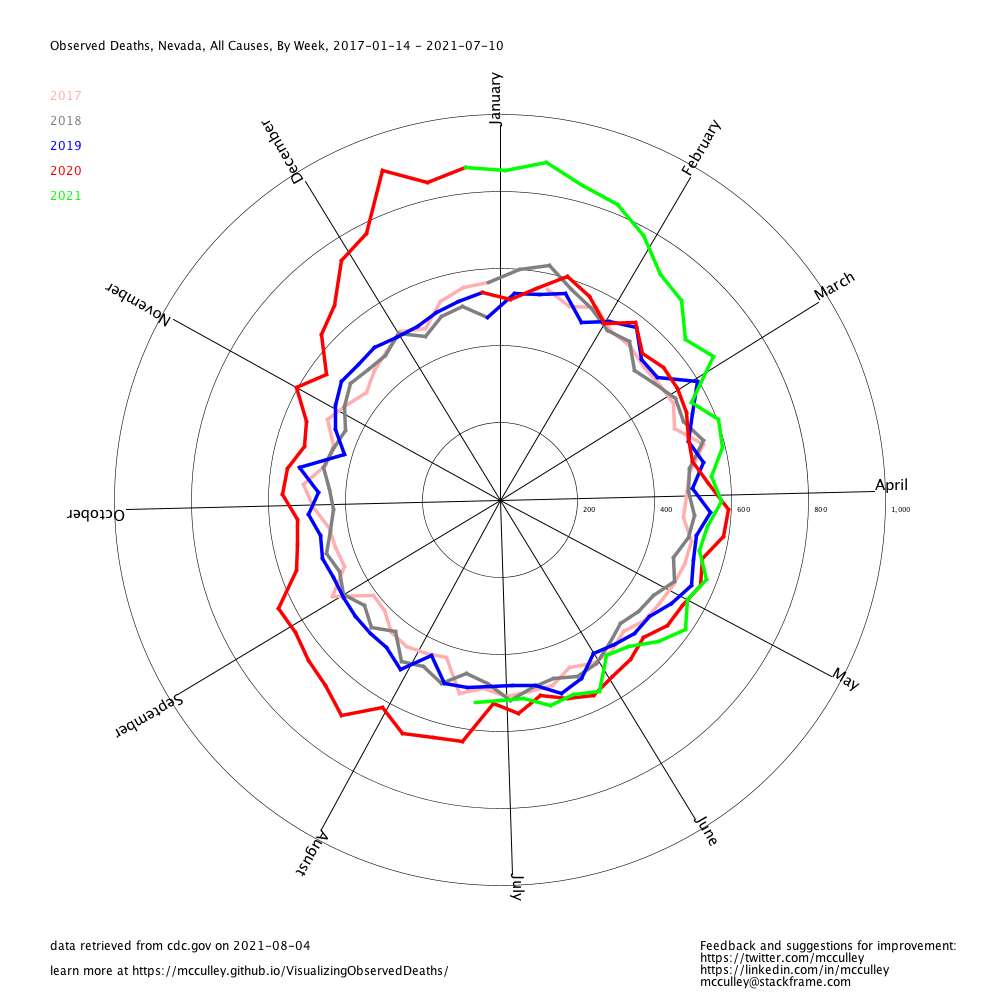 Observed Deaths, Nevada, All Causes, By Week, 2017-01-14 - 2021-07-10
2017
2018
2019
2020
2021
January
February
March
April
May
June
July
August
September
October
November
December
200
400
600
800
1,000
data retrieved from cdc.gov on 2021-08-04
learn more at https://mcculley.github.io/VisualizingObservedDeaths/
Feedback and suggestions for improvement:
https://twitter.com/mcculley
https://linkedin.com/in/mcculley
mcculley@stackframe.com